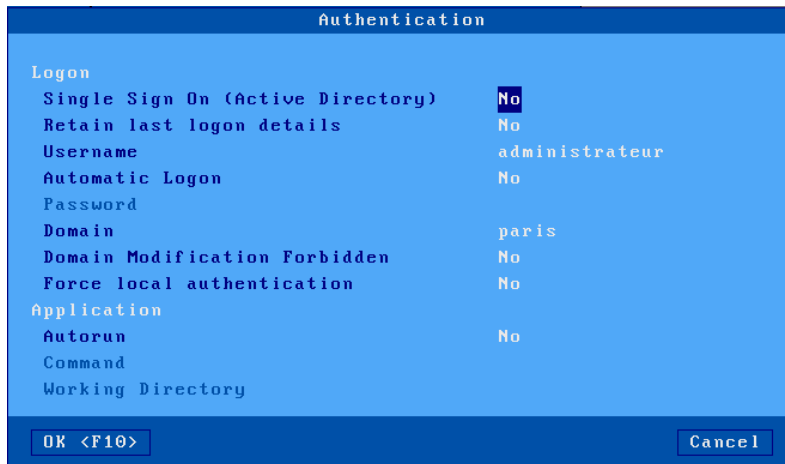 Authentication
Logon
Single Sign On (Active Directory) No
Retain last logon details No
Username administrateur
Automatic Logon No
Password
Domain paris
Domain Modification Forbidden No
Force local authentication No
Application
Autorun No
Command
Working Directory
OK <F10> Cancel